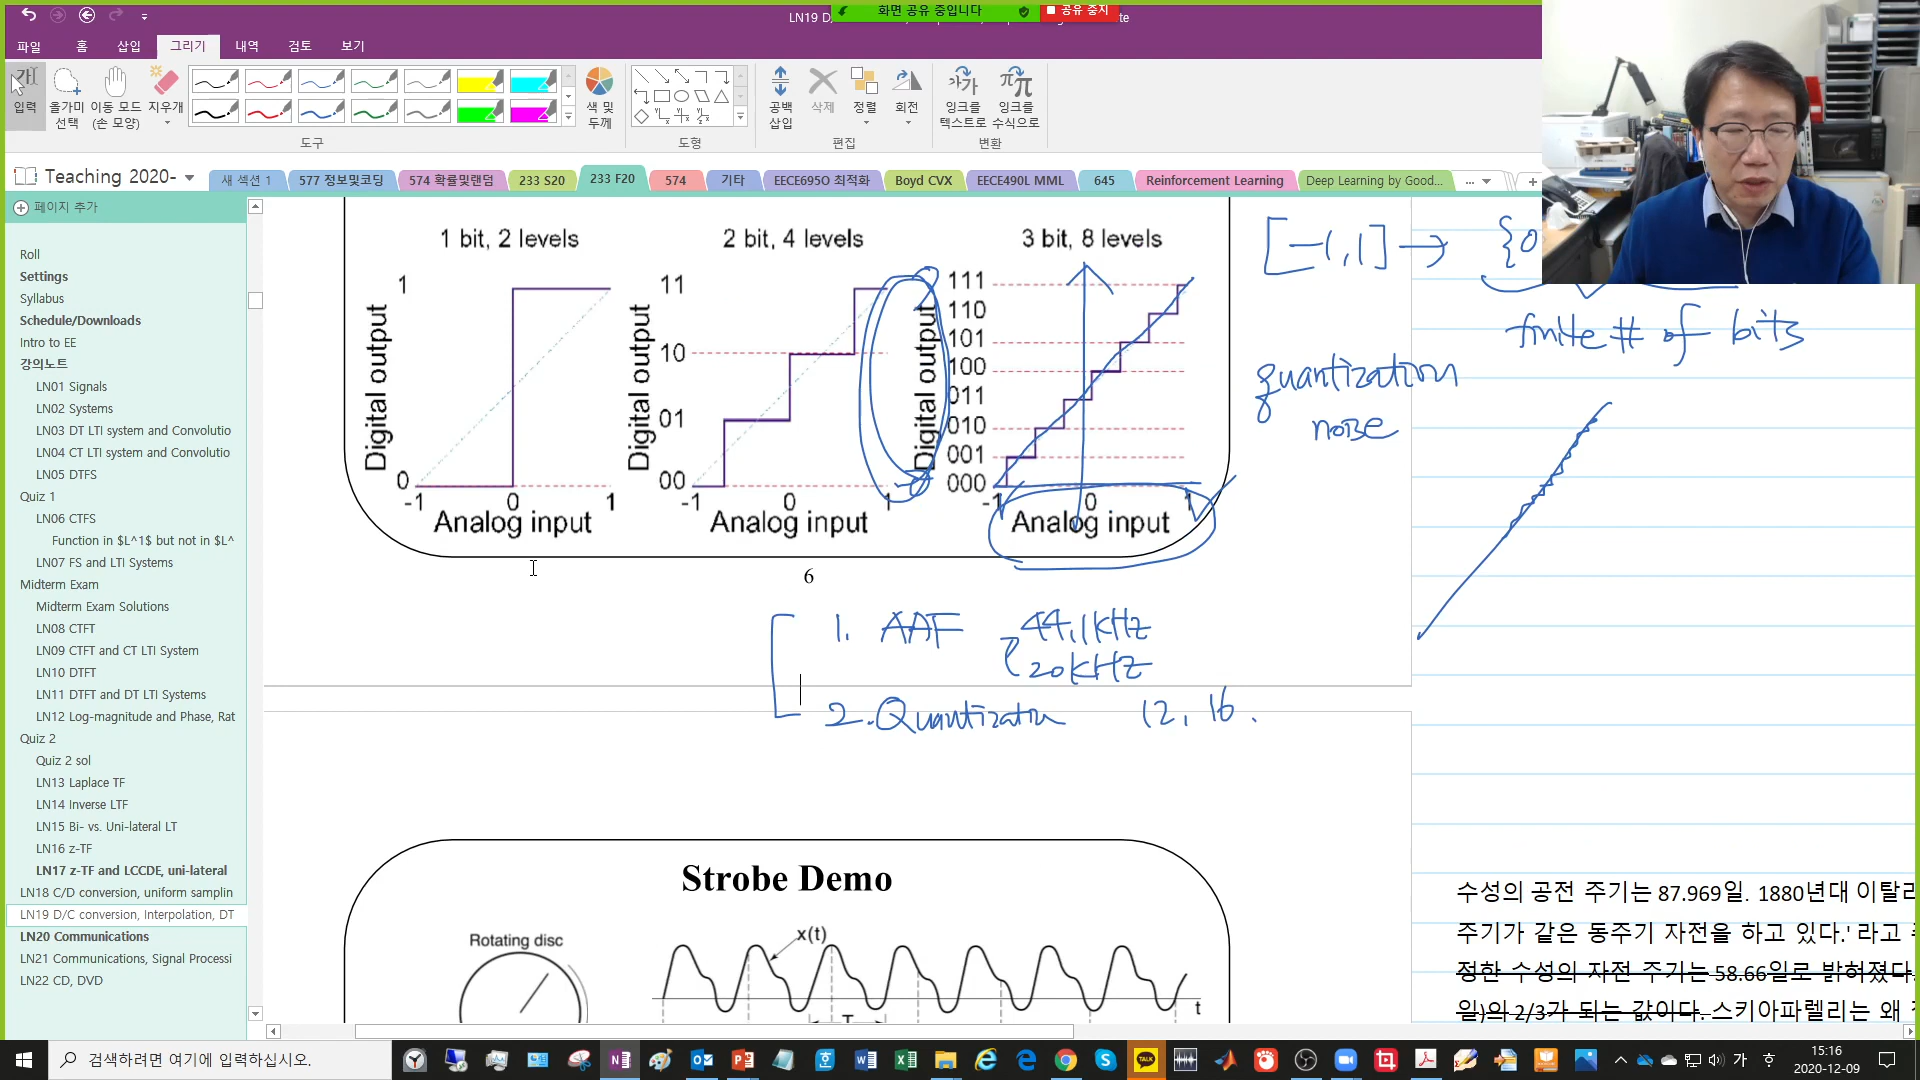 LN19 D
화면 공유 중입니다
공유 중지
te
파일 홈 삽입 그리기 내역 검토 보기
입력
올가미
선택
이동 모드
(손 모양)
지우개
색 및
두께
공백
삽입
삭제
정렬
회전
잉크를
텍스트로
잉크를
수식으로
도구 도형 편집 변환
Teaching 2020-
새 섹션 1
577 정보및코딩
574 확률및랜덤
233 S20
233 F20
574
기타
EECE695O 최적화
Boyd CVX
EECE490L MML
645
Reinforcement Learning
Deep Learning by Good...
페이지 추가
Roll
Settings
Syllabus
Schedule/Downloads
Intro to EE
강의노트
LN01 Signals
LN02 Systems
LN03 DT LTI system and Convolutio
LN04 CT LTI system and Convolutio
LN05 DTFS
Quiz 1
LN06 CTFS
Function in $L^1$ but not in $L^
LN07 FS and LTI Systems
Midterm Exam
Midterm Exam Solutions
LN08 CTFT
LN09 CTFT and CT LTI System
LN10 DTFT
LN11 DTFT and DT LTI Systems
LN12 Log-magnitude and Phase, Rat
Quiz 2
Quiz 2 sol
LN13 Laplace TF
LN14 Inverse LTF
LN15 Bi- vs. Uni-lateral LT
LN16 z-TF
LN17 z-TF and LCCDE, uni-lateral
LN18 C/D conversion, uniform samplin
LN19 D/C conversion, Interpolation, DT
LN20 Communications
LN21 Communications, Signal Processi
LN22 CD, DVD
1 bit, 2 levels
1
0
Digital output
-1 0 1
Analog input
2 bit, 4 levels
11
10
01
00
Digital output
-1 0 1
Analog input
3 bit, 8 levels
111
110
101
100
011
010
001
000
Digital output
-1 0 1
Analog input
6
[-1,1] → {0
finite # of bits
quantization
noise
1. AAF 44.1kHz
20kHz
2. Quantization 12, 16.
Strobe Demo
Rotating disc
x(t)
t
T
수성의 공전 주기는 87.969일. 1880년대 이탈리
주기가 같은 동주기 자전을 하고 있다.' 라고
정한 수성의 자전 주기는 58.66일로 밝혀졌다.
일)의 2/3가 되는 값이다. 스키아파렐리는 왜
검색하려면 여기에 입력하십시오.
가
15:16
2020-12-09